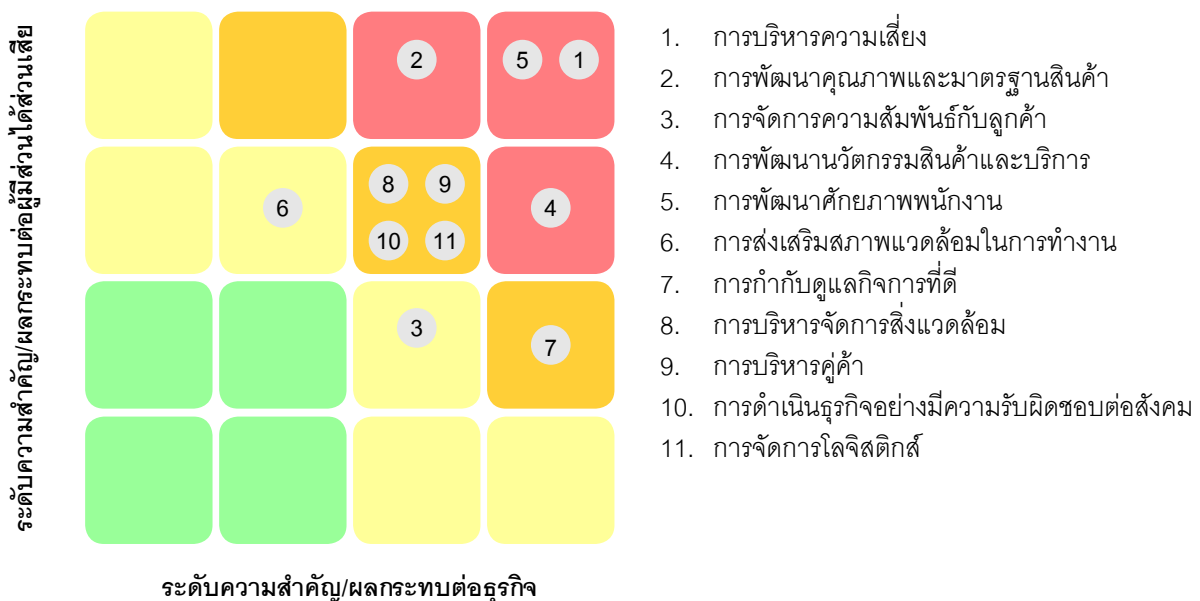 ระดับความสำคัญ/ผลกระทบต่อผู้มีส่วนได้ส่วนเสีย
2
5 1
6
8 9
10 11
4
3
7
ระดับความสำคัญ/ผลกระทบต่อธุรกิจ
1. การบริหารความเสี่ยง
2. การพัฒนาคุณภาพและมาตรฐานสินค้า
3. การจัดการความสัมพันธ์กับลูกค้า
4. การพัฒนานวัตกรรมสินค้าและบริการ
5. การพัฒนาศักยภาพพนักงาน
6. การส่งเสริมสภาพแวดล้อมในการทำงาน
7. การกำกับดูแลกิจการที่ดี
8. การบริหารจัดการสิ่งแวดล้อม
9. การบริหารคู่ค้า
10. การดำเนินธุรกิจอย่างมีความรับผิดชอบต่อสังคม
11. การจัดการโลจิสติกส์